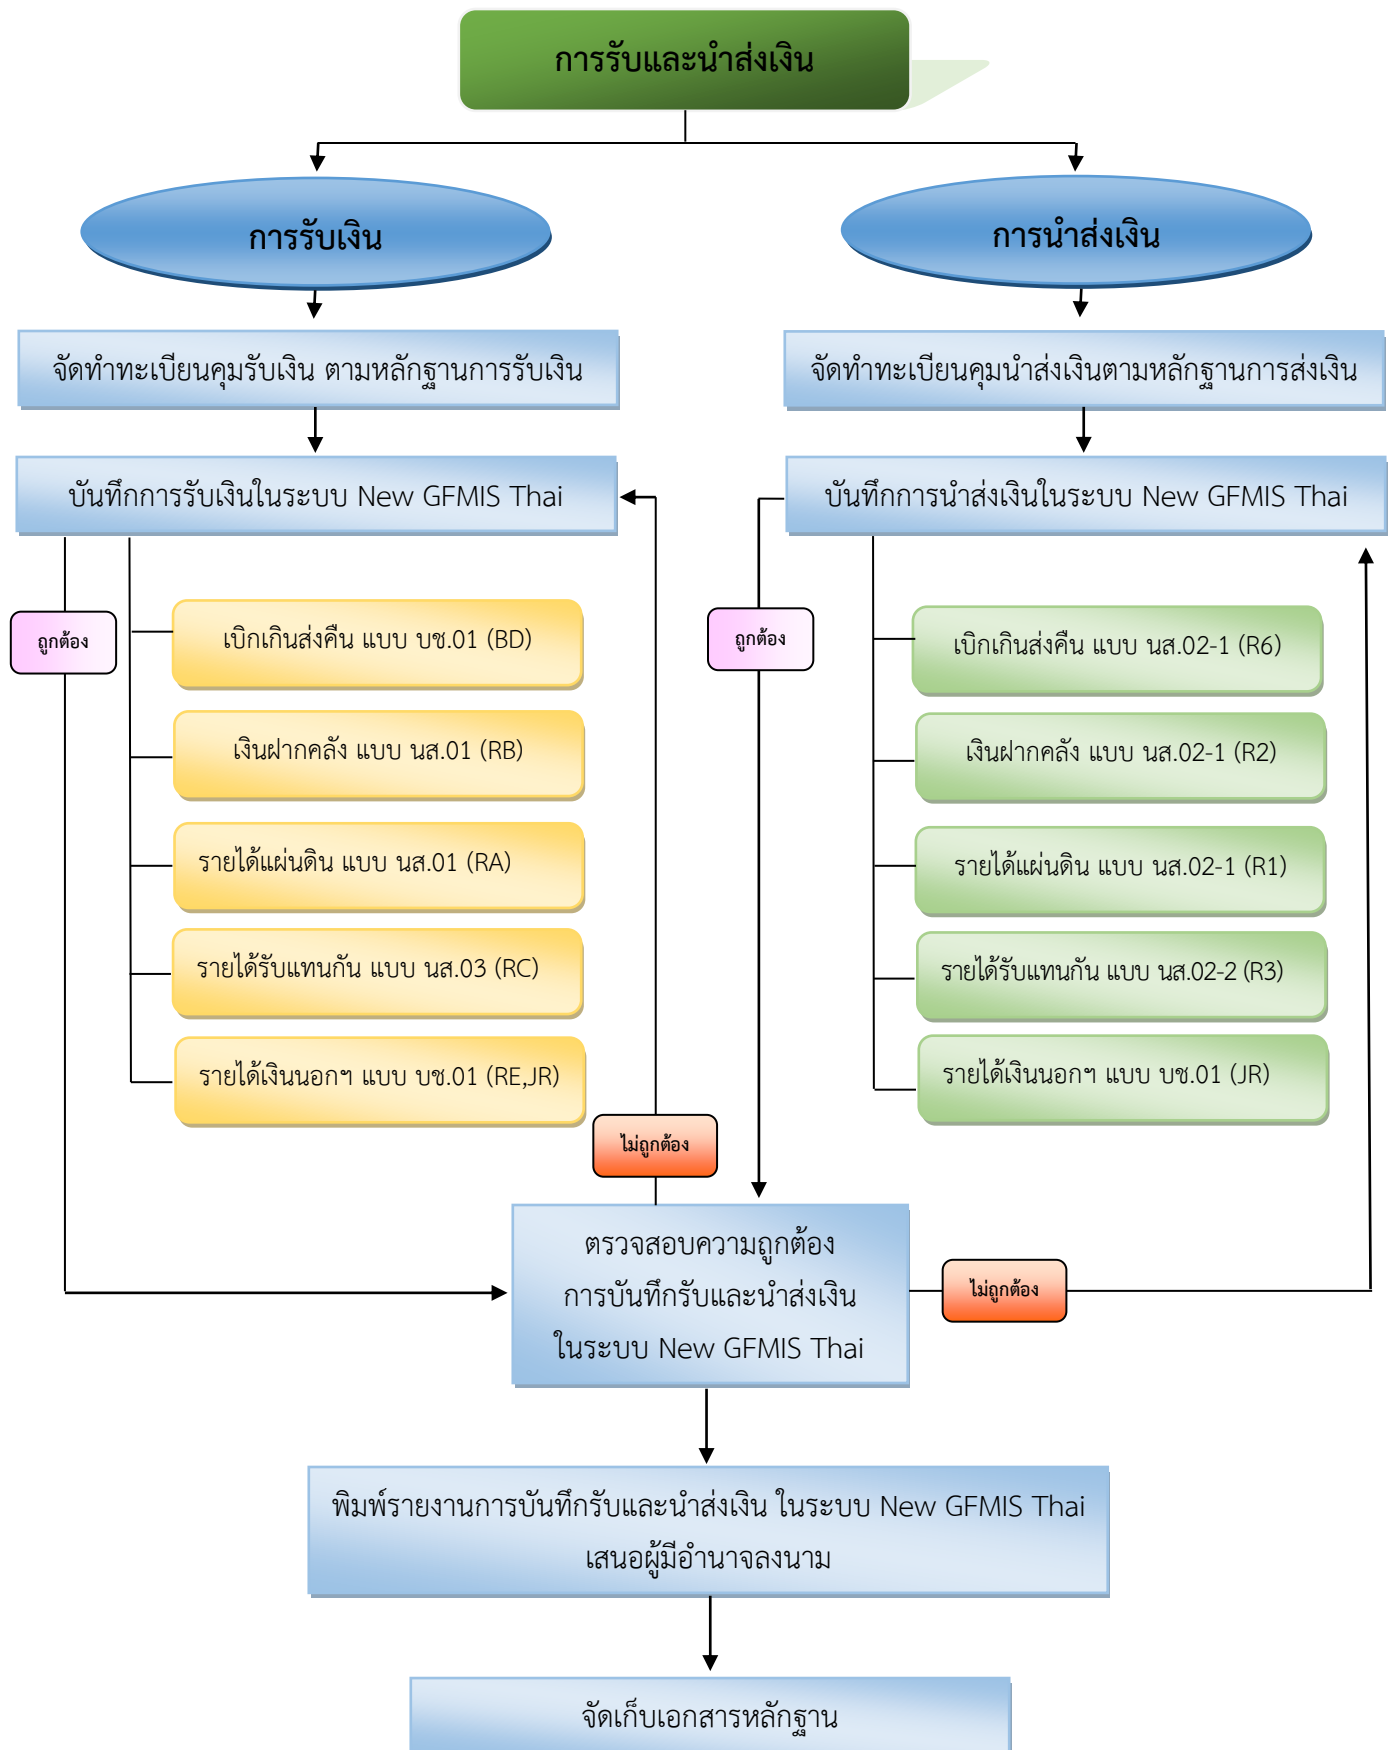 การรับและนำส่งเงิน
การรับเงิน
การนำส่งเงิน
จัดทำทะเบียนคุมรับเงิน ตามหลักฐานการรับเงิน
จัดทำทะเบียนคุมนำส่งเงินตามหลักฐานการส่งเงิน
บันทึกการรับเงินในระบบ New GFMIS Thai
บันทึกการนำส่งเงินในระบบ New GFMIS Thai
ถูกต้อง
เบิกเกินส่งคืน แบบ บช.01 (BD)
เงินฝากคลัง แบบ นส.01 (RB)
รายได้แผ่นดิน แบบ นส.01 (RA)
รายได้รับแทนกัน แบบ นส.03 (RC)
รายได้เงินนอกฯ แบบ บช.01 (RE,JR)
ถูกต้อง
เบิกเกินส่งคืน แบบ นส.02-1 (R6)
เงินฝากคลัง แบบ นส.02-1 (R2)
รายได้แผ่นดิน แบบ นส.02-1 (R1)
รายได้รับแทนกัน แบบ นส.02-2 (R3)
รายได้เงินนอกฯ แบบ บช.01 (JR)
ไม่ถูกต้อง
ตรวจสอบความถูกต้อง
การบันทึกรับและนำส่งเงิน
ในระบบ New GFMIS Thai
ไม่ถูกต้อง
พิมพ์รายงานการบันทึกรับและนำส่งเงิน ในระบบ New GFMIS Thai
เสนอผู้มีอำนาจลงนาม
จัดเก็บเอกสารหลักฐาน